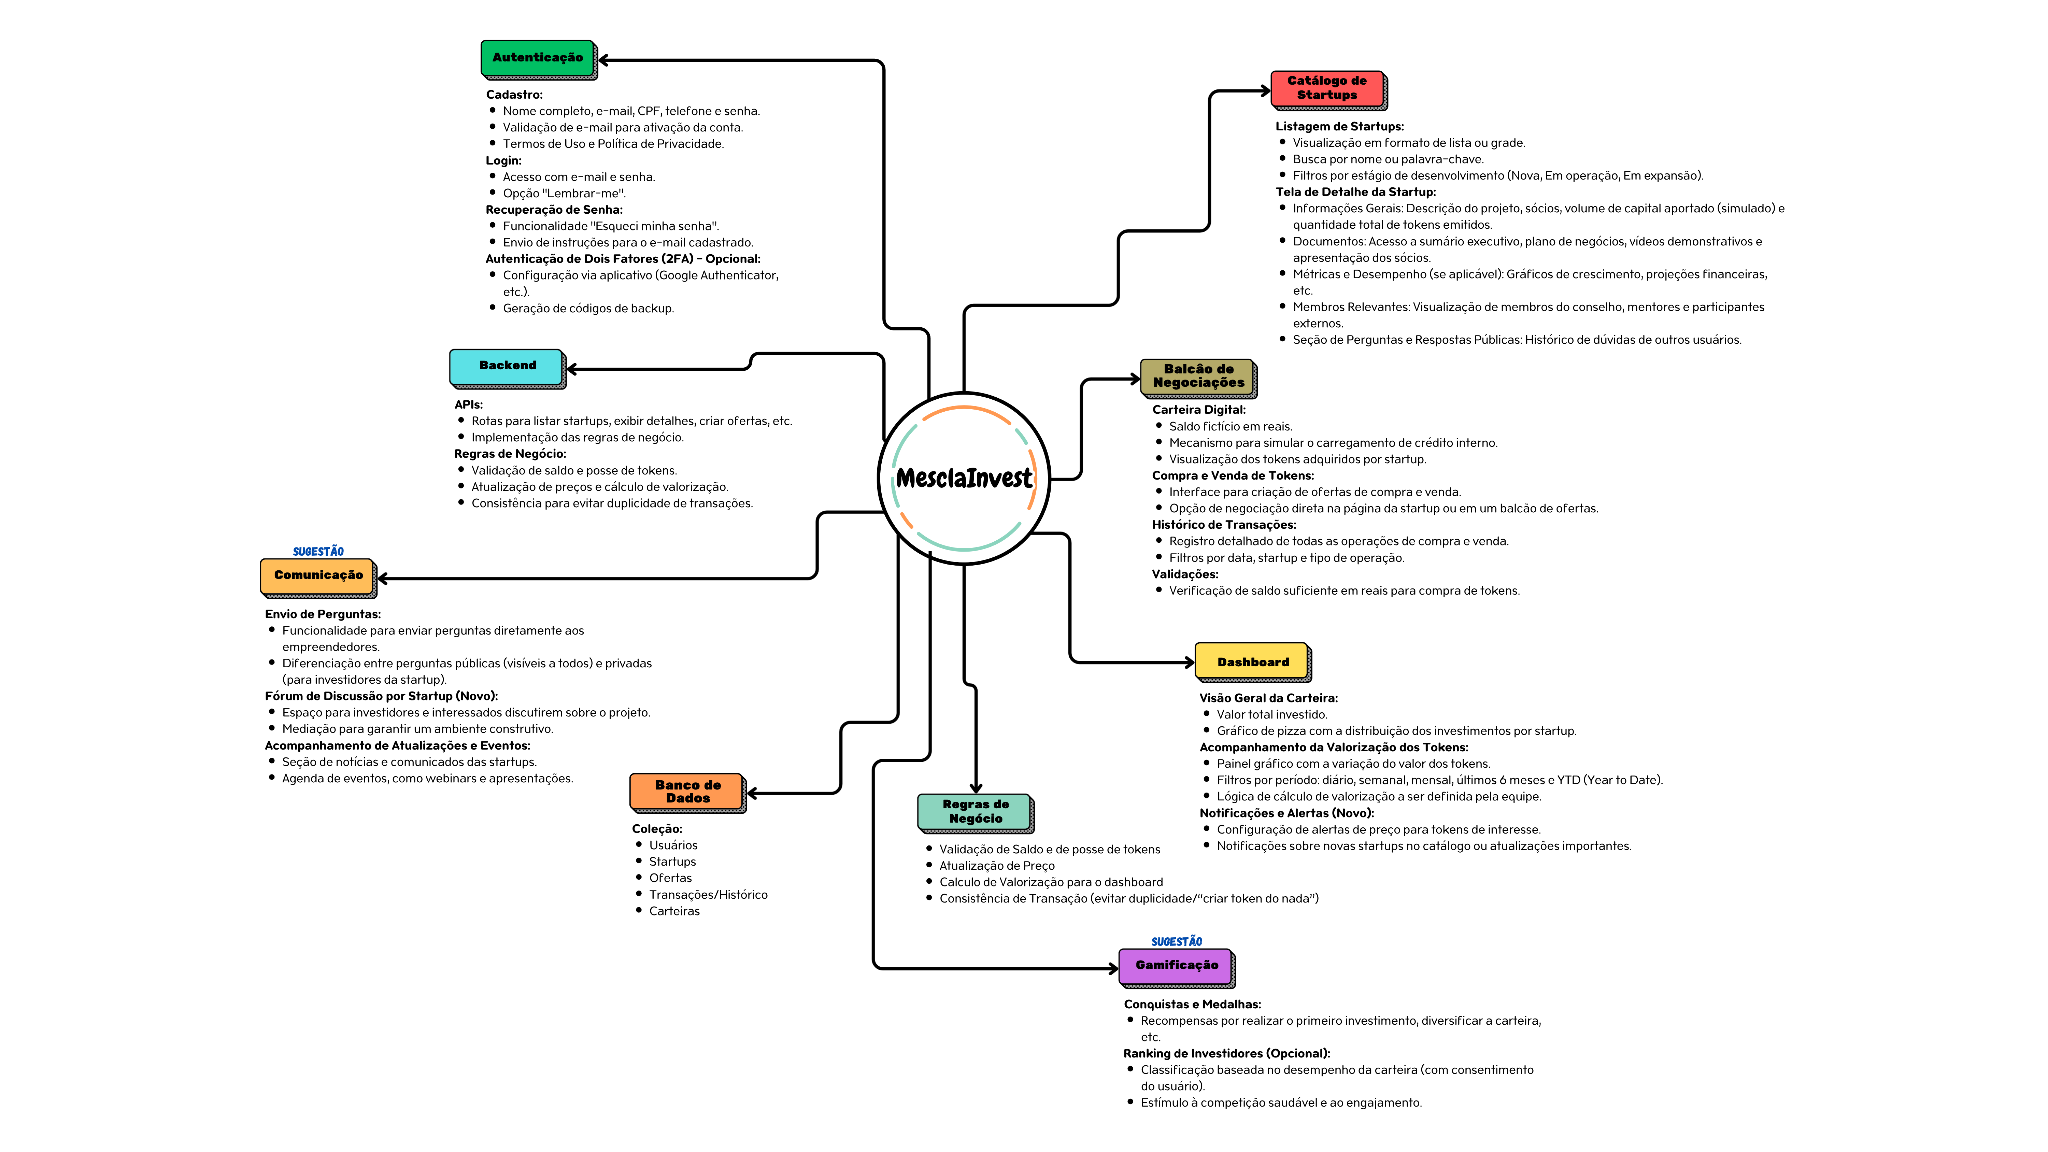 Autenticação
Cadastro:
Nome completo, e-mail, CPF, telefone e senha.
Validação de e-mail para ativação da conta.
Termos de Uso e Política de Privacidade.
Login:
Acesso com e-mail e senha.
Opção "Lembrar-me".
Recuperação de Senha:
Funcionalidade "Esqueci minha senha".
Envio de instruções para o e-mail cadastrado.
Autenticação de Dois Fatores (2FA) - Opcional:
Configuração via aplicativo (Google Authenticator,
etc.).
Geração de códigos de backup.
Catálogo de
Startups
Listagem de Startups:
Visualização em formato de lista ou grade.
Busca por nome ou palavra-chave.
Filtros por estágio de desenvolvimento (Nova, Em operação, Em expansão).
Tela de Detalhe da Startup:
Informações Gerais: Descrição do projeto, sócios, volume de capital aportado (simulado) e
quantidade total de tokens emitidos.
Documentos: Acesso a sumário executivo, plano de negócios, vídeos demonstrativos e
apresentação dos sócios.
Métricas e Desempenho (se aplicável): Gráficos de crescimento, projeções financeiras,
etc.
Membros Relevantes: Visualização de membros do conselho, mentores e participantes
externos.
Seção de Perguntas e Respostas Públicas: Histórico de dúvidas de outros usuários.
Backend
APIs:
Rotas para listar startups, exibir detalhes, criar ofertas, etc.
Implementação das regras de negócio.
Regras de Negócio:
Validação de saldo e posse de tokens.
Atualização de preços e cálculo de valorização.
Consistência para evitar duplicidade de transações.
MesclaInvest
Balcão de
Negociações
Carteira Digital:
Saldo fictício em reais.
Mecanismo para simular o carregamento de crédito interno.
Visualização dos tokens adquiridos por startup.
Compra e Venda de Tokens:
Interface para criação de ofertas de compra e venda.
Opção de negociação direta na página da startup ou em um balcão de ofertas.
Histórico de Transações:
Registro detalhado de todas as operações de compra e venda.
Filtros por data, startup e tipo de operação.
Validações:
Verificação de saldo suficiente em reais para compra de tokens.
SUGESTÃO
Comunicação
Envio de Perguntas:
Funcionalidade para enviar perguntas diretamente aos
empreendedores.
Diferenciação entre perguntas públicas (visíveis a todos) e privadas
(para investidores da startup).
Fórum de Discussão por Startup (Novo):
Espaço para investidores e interessados discutirem sobre o projeto.
Mediação para garantir um ambiente construtivo.
Acompanhamento de Atualizações e Eventos:
Seção de notícias e comunicados das startups.
Agenda de eventos, como webinars e apresentações.
Dashboard
Visão Geral da Carteira:
Valor total investido.
Gráfico de pizza com a distribuição dos investimentos por startup.
Acompanhamento da Valorização dos Tokens:
Painel gráfico com a variação do valor dos tokens.
Filtros por período: diário, semanal, mensal, últimos 6 meses e YTD (Year to Date).
Lógica de cálculo de valorização a ser definida pela equipe.
Notificações e Alertas (Novo):
Configuração de alertas de preço para tokens de interesse.
Notificações sobre novas startups no catálogo ou atualizações importantes.
Banco de
Dados
Coleção:
Usuários
Startups
Ofertas
Transações/Histórico
Carteiras
Regras de
Negócio
Validação de Saldo e de posse de tokens
Atualização de Preço
Calculo de Valorização para o dashboard
Consistência de Transação (evitar duplicidade/“criar token do nada”)
SUGESTÃO
Gamificação
Conquistas e Medalhas:
Recompensas por realizar o primeiro investimento, diversificar a carteira,
etc.
Ranking de Investidores (Opcional):
Classificação baseada no desempenho da carteira (com consentimento
do usuário).
Estímulo à competição saudável e ao engajamento.